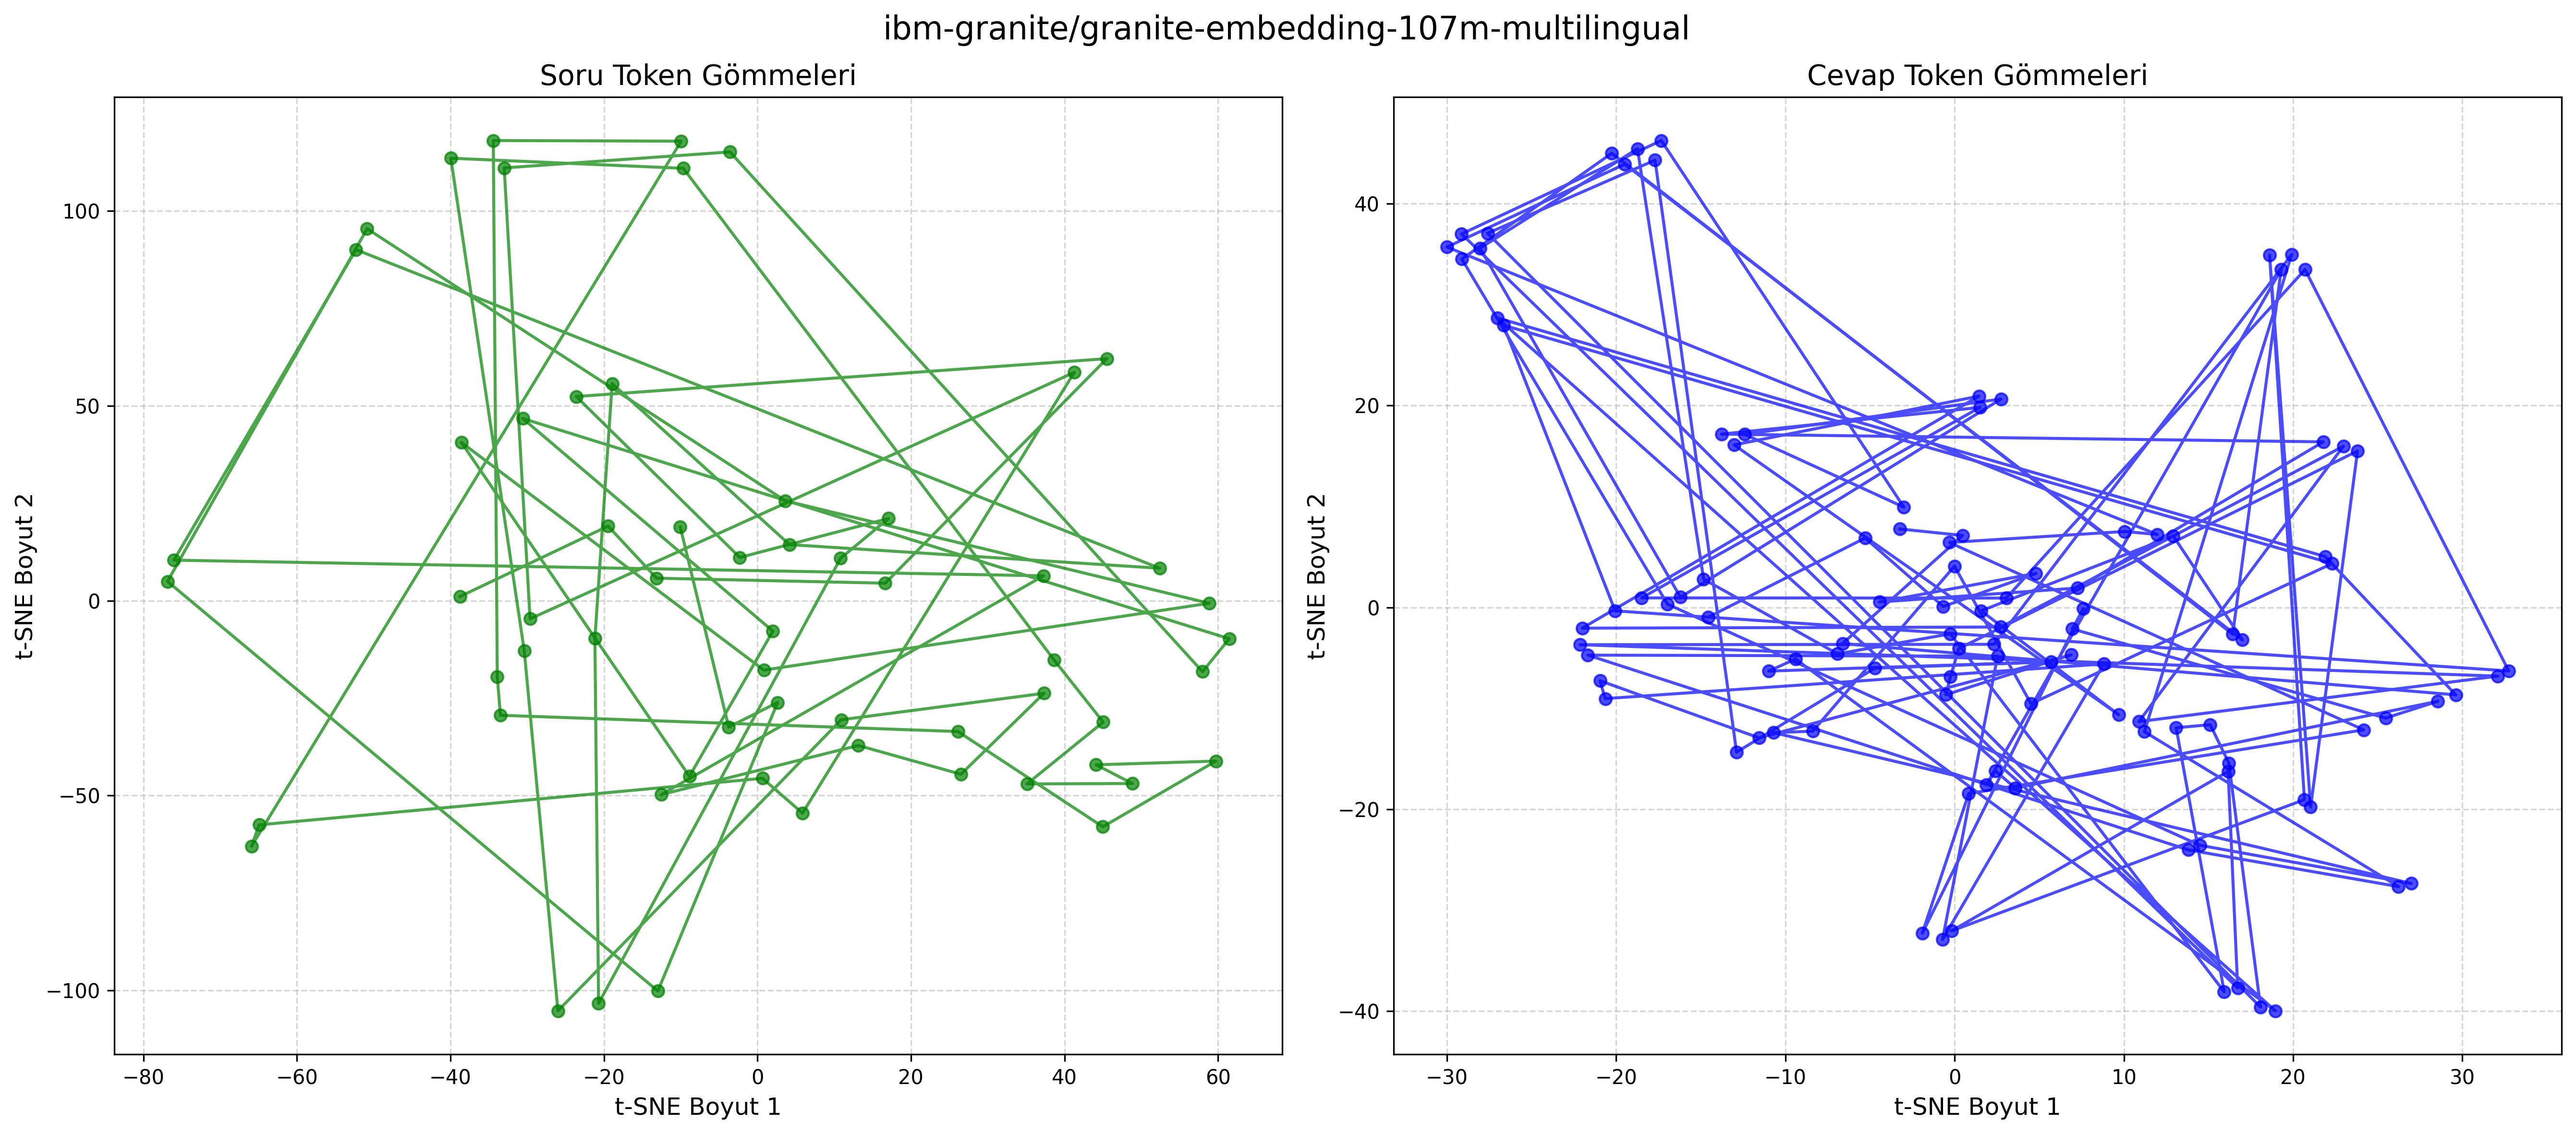 ibm-granite/granite-embedding-107m-multilingual
Soru Token Gömmeleri
t-SNE Boyut 2
100
50
0
−50
−100
−80 −60 −40 −20 0 20 40 60
t-SNE Boyut 1
Cevap Token Gömmeleri
t-SNE Boyut 2
40
20
0
−20
−40
−30 −20 −10 0 10 20 30
t-SNE Boyut 1